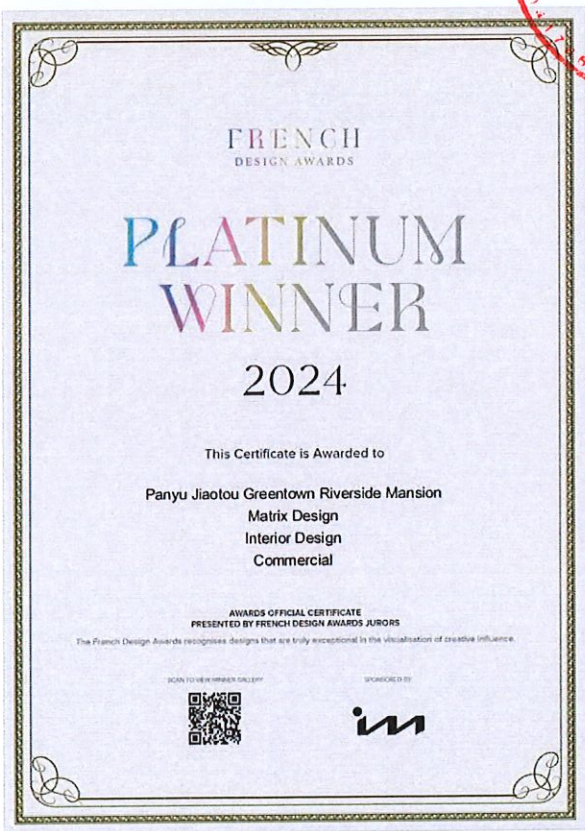 FRENCH
DESIGN AWARDS
PLATINUM
WINNER
2024
This Certificate is Awarded to
Panyu Jiaotou Greentown Riverside Mansion
Matrix Design
Interior Design
Commercial
AWARDS OFFICIAL CERTIFICATE
PRESENTED BY FRENCH DESIGN AWARDS JURORS
The French Design Awards recognises designs that are truly exceptional in the visualisation of creative influence.
SCAN TO VIEW WINNER GALLERY
SPONSORED BY